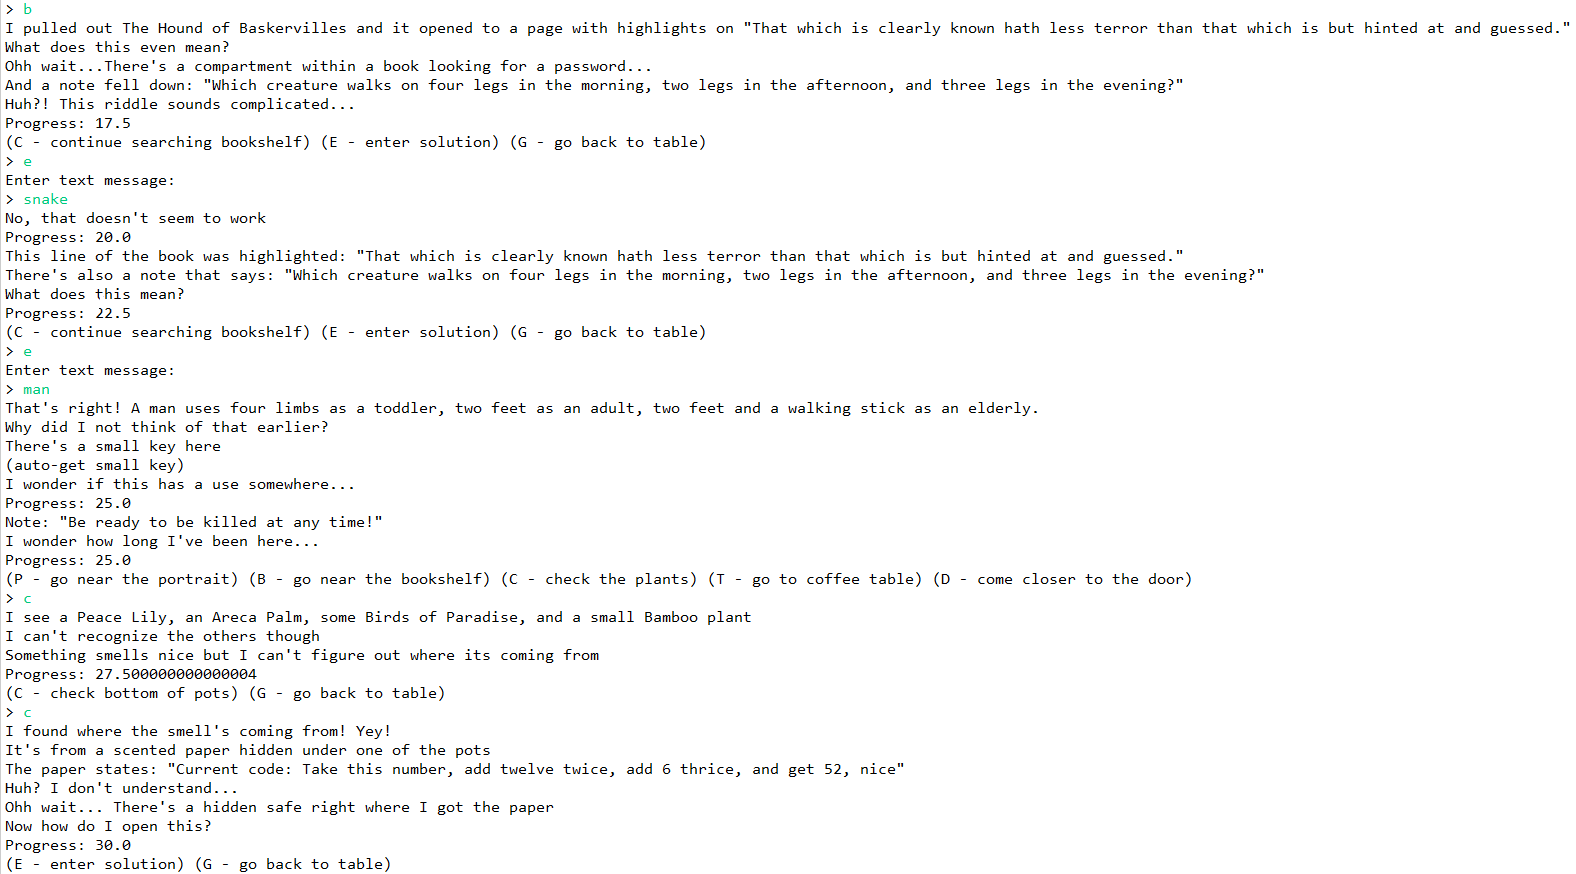 > b
I pulled out The Hound of Baskervilles and it opened to a page with highlights on "That which is clearly known hath less terror than that which is but hinted at and guessed."
What does this even mean?
Ohh wait...There's a compartment within a book looking for a password...
And a note fell down: "Which creature walks on four legs in the morning, two legs in the afternoon, and three legs in the evening?"
Huh?! This riddle sounds complicated...
Progress: 17.5
(C - continue searching bookshelf) (E - enter solution) (G - go back to table)
> e
Enter text message:
> snake
No, that doesn't seem to work
Progress: 20.0
This line of the book was highlighted: "That which is clearly known hath less terror than that which is but hinted at and guessed."
There's also a note that says: "Which creature walks on four legs in the morning, two legs in the afternoon, and three legs in the evening?"
What does this mean?
Progress: 22.5
(C - continue searching bookshelf) (E - enter solution) (G - go back to table)
> e
Enter text message:
> man
That's right! A man uses four limbs as a toddler, two feet as an adult, two feet and a walking stick as an elderly.
Why did I not think of that earlier?
There's a small key here
(auto-get small key)
I wonder if this has a use somewhere...
Progress: 25.0
Note: "Be ready to be killed at any time!"
I wonder how long I've been here...
Progress: 25.0
(P - go near the portrait) (B - go near the bookshelf) (C - check the plants) (T - go to coffee table) (D - come closer to the door)
> c
I see a Peace Lily, an Areca Palm, some Birds of Paradise, and a small Bamboo plant
I can't recognize the others though
Something smells nice but I can't figure out where its coming from
Progress: 27.500000000000004
(C - check bottom of pots) (G - go back to table)
> c
I found where the smell's coming from! Yey!
It's from a scented paper hidden under one of the pots
The paper states: "Current code: Take this number, add twelve twice, add 6 thrice, and get 52, nice"
Huh? I don't understand...
Ohh wait... There's a hidden safe right where I got the paper
Now how do I open this?
Progress: 30.0
(E - enter solution) (G - go back to table)